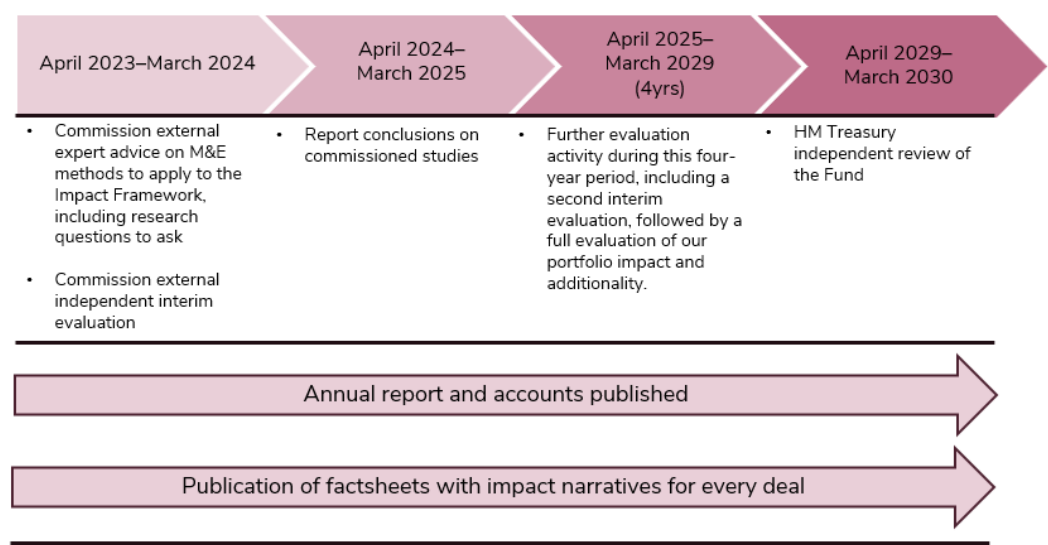 April 2023–March 2024
April 2024–
March 2025
April 2025–
March 2029
(4yrs)
April 2029–
March 2030
• Commission external
expert advice on M&E
methods to apply to the
Impact Framework,
including research
questions to ask
• Commission external
independent interim
evaluation
• Report conclusions on
commissioned studies
• Further evaluation
activity during this four-
year period, including a
second interim
evaluation, followed by a
full evaluation of our
portfolio impact and
additionality.
• HM Treasury
independent review of
the Fund
Annual report and accounts published
Publication of factsheets with impact narratives for every deal